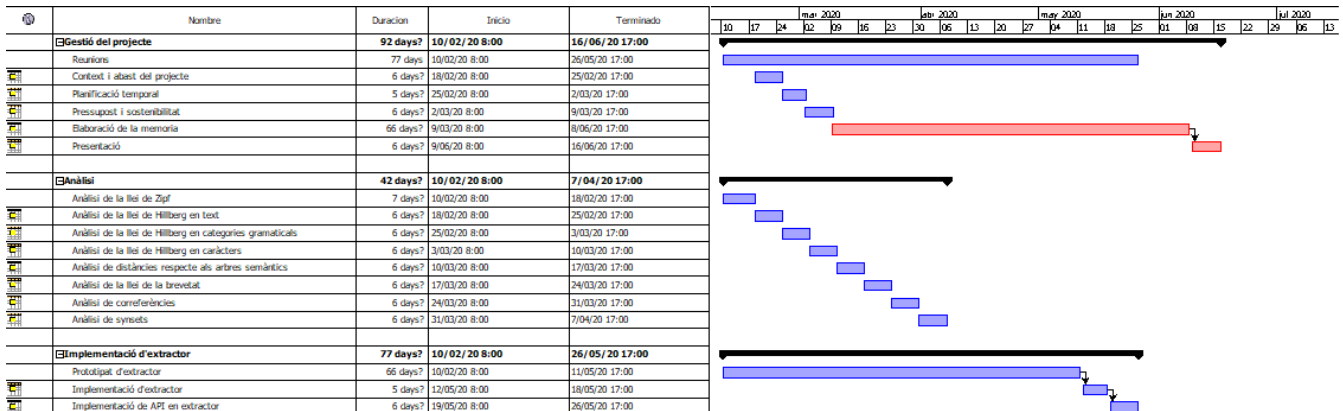 Nombre Duracion Inicio Terminado
mar 2020 abr 2020 may 2020 jun 2020 jul 2020
10 17 24 02 09 16 23 30 06 13 20 27 04 11 18 25 01 08 15 22 29 06 13
Gestió del projecte 92 days? 10/02/20 8:00 16/06/20 17:00
Reunions 77 days 10/02/20 8:00 26/05/20 17:00
Context i abast del projecte 6 days? 18/02/20 8:00 25/02/20 17:00
Planificació temporal 5 days? 25/02/20 8:00 2/03/20 17:00
Pressupost i sostenibilitat 6 days? 2/03/20 8:00 9/03/20 17:00
Elaboració de la memoria 66 days? 9/03/20 8:00 8/06/20 17:00
Presentació 6 days? 9/06/20 8:00 16/06/20 17:00
Anàlisi 42 days? 10/02/20 8:00 7/04/20 17:00
Anàlisi de la llei de Zipf 7 days? 10/02/20 8:00 18/02/20 17:00
Anàlisi de la llei de Hillberg en text 6 days? 18/02/20 8:00 25/02/20 17:00
Anàlisi de la llei de Hillberg en categories gramaticals 6 days? 25/02/20 8:00 3/03/20 17:00
Anàlisi de la llei de Hillberg en caràcters 6 days? 3/03/20 8:00 10/03/20 17:00
Anàlisi de distàncies respecte als arbres semàntics 6 days? 10/03/20 8:00 17/03/20 17:00
Anàlisi de la llei de la brevetat 6 days? 17/03/20 8:00 24/03/20 17:00
Anàlisi de correferències 6 days? 24/03/20 8:00 31/03/20 17:00
Anàlisi de synsets 6 days? 31/03/20 8:00 7/04/20 17:00
Implementació d'extractor 77 days? 10/02/20 8:00 26/05/20 17:00
Prototipat d'extractor 66 days? 10/02/20 8:00 11/05/20 17:00
Implementació d'extractor 5 days? 12/05/20 8:00 18/05/20 17:00
Implementació de API en extractor 6 days? 19/05/20 8:00 26/05/20 17:00